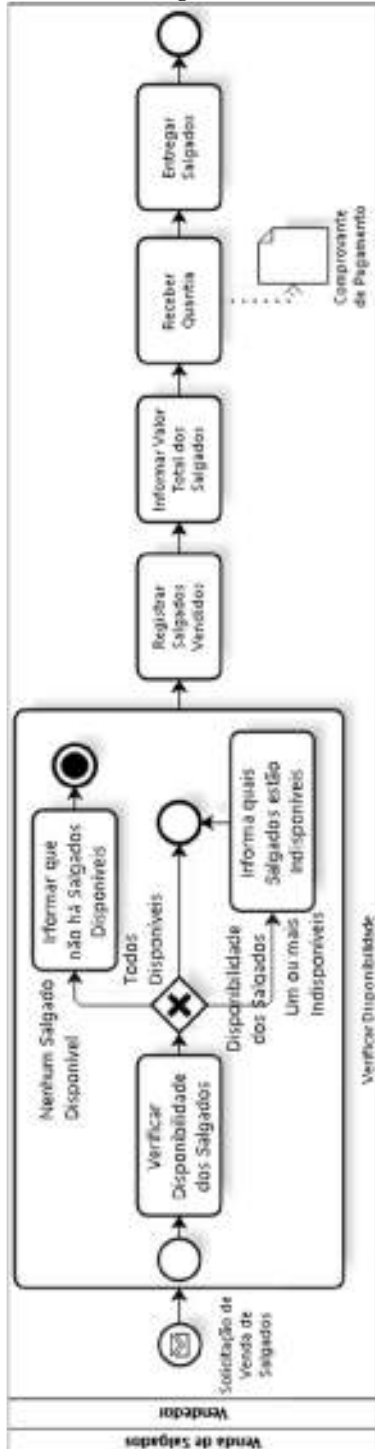 Venda de Salgados
Vendedor
Solicitação de
Venda de
Salgados
Verificar
Disponibilidade
dos Salgados
Nenhum Salgado
Disponível
Todos
Disponíveis
Disponibilidade
dos Salgados
Um ou mais
Indisponíveis
Informar que
não há Salgados
Disponíveis
Informa quais
Salgados estão
Indisponíveis
Verificar Disponibilidade
Registrar
Salgados
Vendidos
Informar Valor
Total dos
Salgados
Receber
Quantia
Comprovante
de Pagamento
Entregar
Salgados